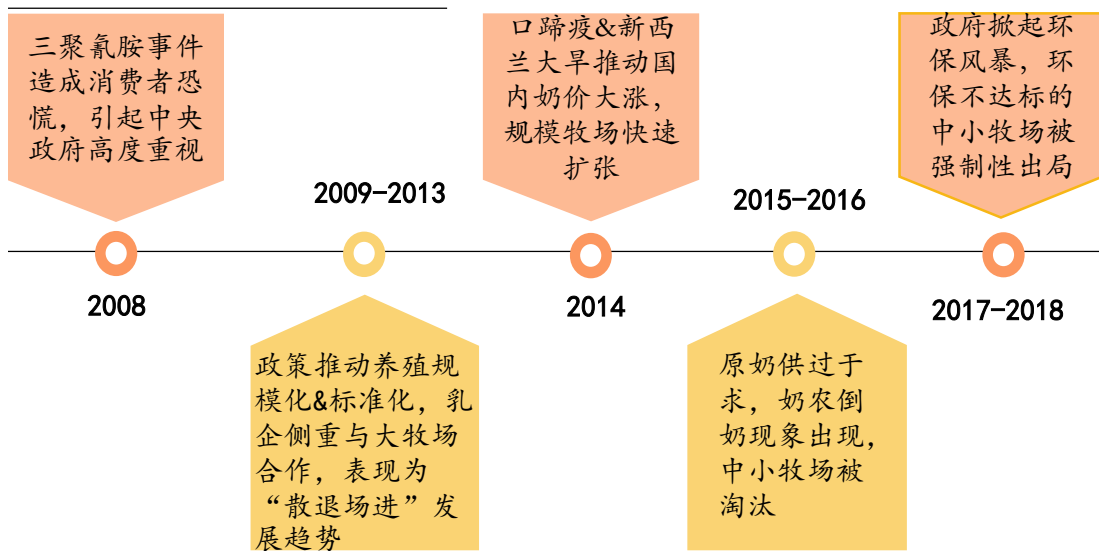 三聚氰胺事件
造成消费者恐
慌，引起中央
政府高度重视
2008
2009-2013
政策推动养殖规
模化&标准化，乳
企侧重与大牧场
合作，表现为
“散退场进”发
展趋势
口蹄疫&新西
兰大旱推动国
内奶价大涨，
规模牧场快速
扩张
2014
2015-2016
原奶供过于
求，奶农倒
奶现象出现，
中小牧场被
淘汰
政府掀起环
保风暴，环
保不达标的
中小牧场被
强制性出局
2017-2018